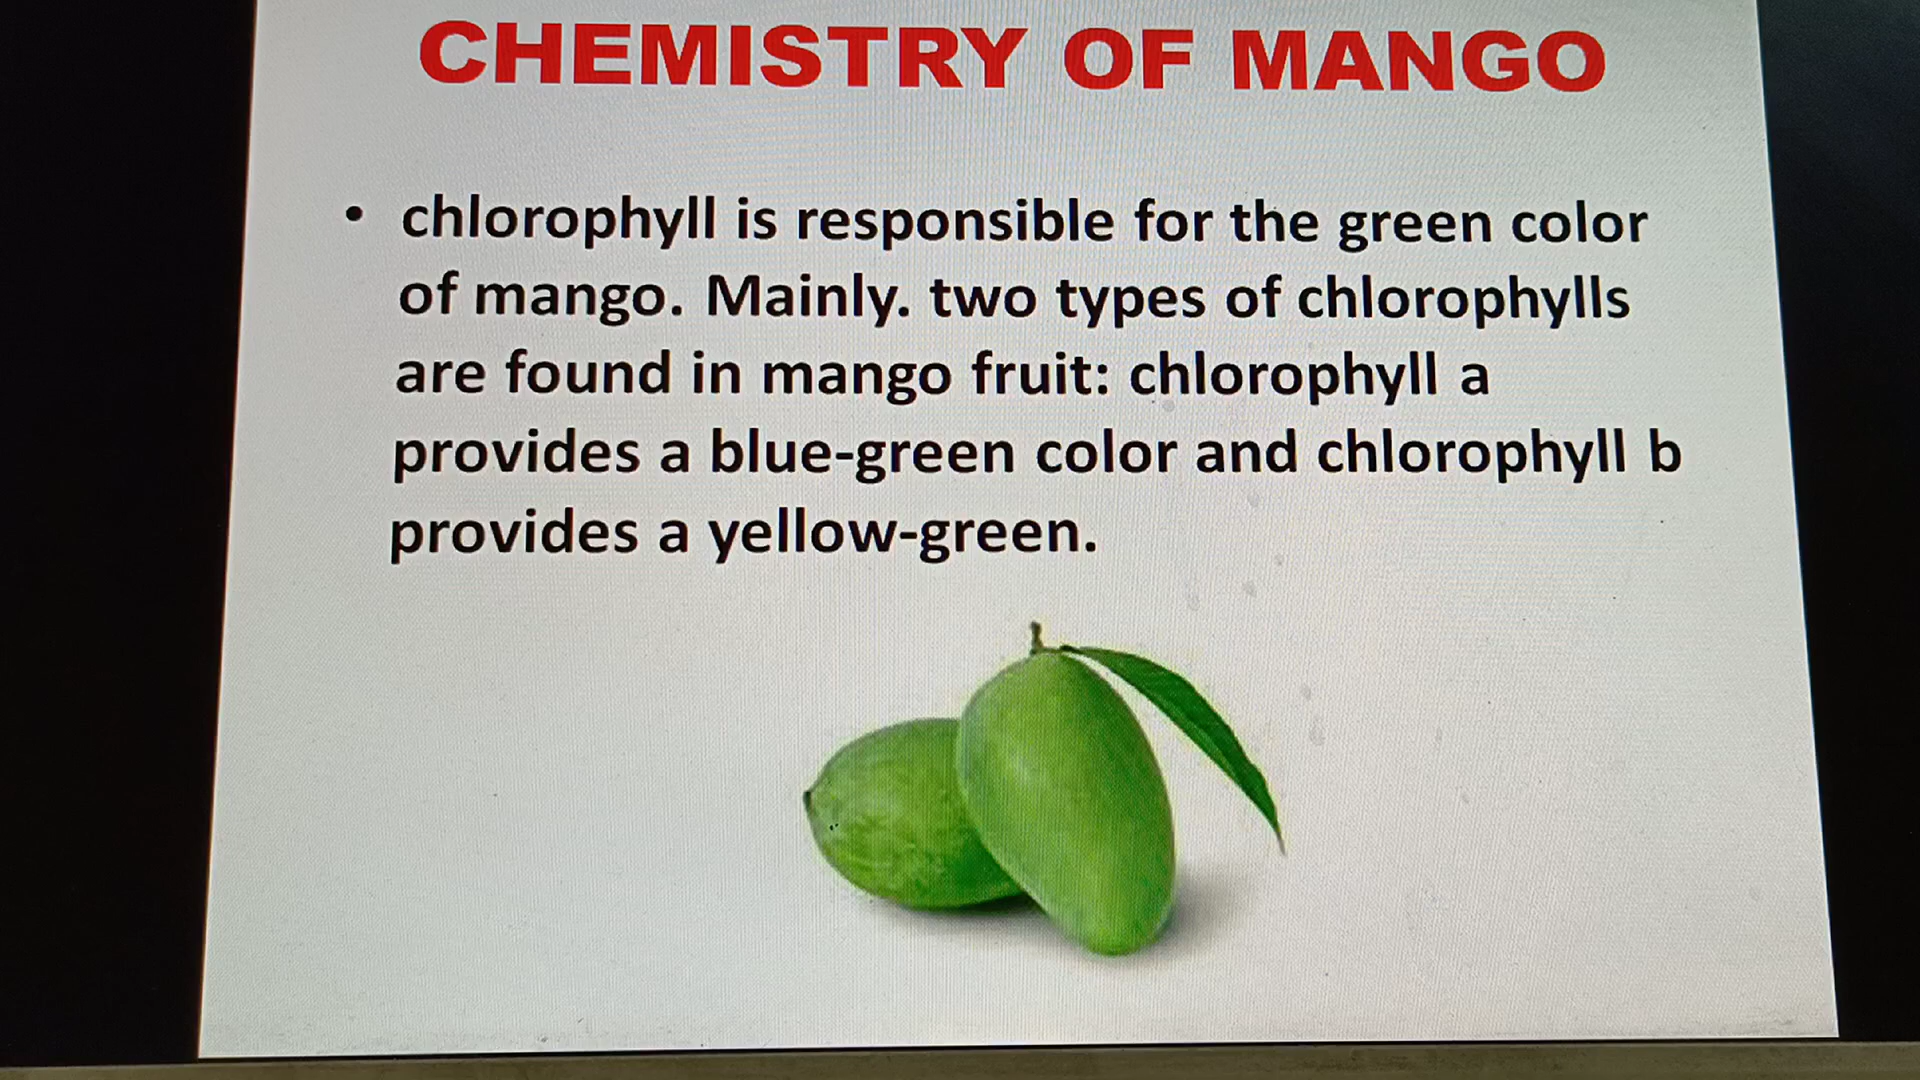 CHEMISTRY OF MANGO
• chlorophyll is responsible for the green color
of mango. Mainly. two types of chlorophylls
are found in mango fruit: chlorophyll a
provides a blue-green color and chlorophyll b
provides a yellow-green.